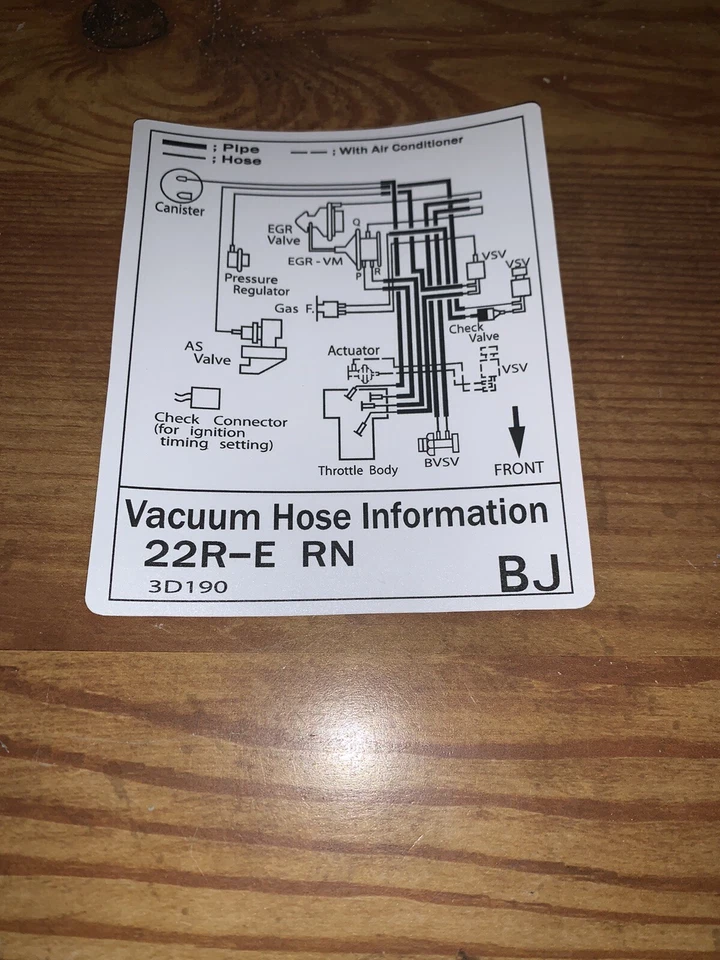 ; Pipe
; Hose
; With Air Conditioner
Canister
EGR
Valve
Q
EGR - VM
P
R
VSV
VSV
Pressure
Regulator
Gas F.
Check
Valve
AS
Valve
Actuator
VSV
Check Connector
(for ignition
timing setting)
Throttle Body
BVSV
FRONT
Vacuum Hose Information
22R-E RN
3D190
BJ